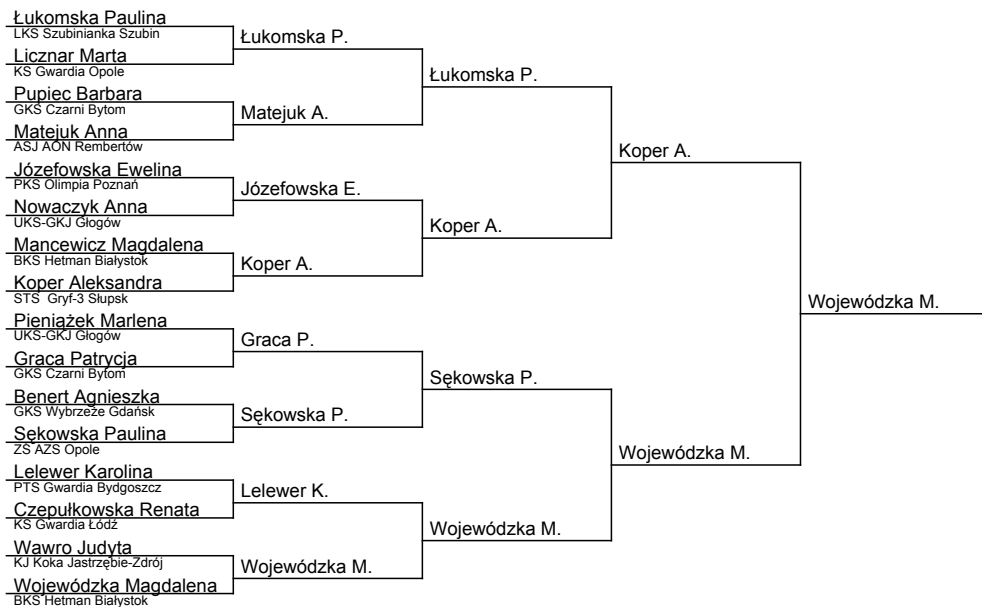 Łukomska Paulina
LKS Szubinianka Szubin
Licznar Marta
KS Gwardia Opole
Pupiec Barbara
GKS Czarni Bytom
Matejuk Anna
ASJ AON Rembertów
Józefowska Ewelina
PKS Olimpia Poznań
Nowaczyk Anna
UKS-GKJ Głogów
Mancewicz Magdalena
BKS Hetman Białystok
Koper Aleksandra
STS Gryf-3 Słupsk
Pieniążek Marlena
UKS-GKJ Głogów
Graca Patrycja
GKS Czarni Bytom
Benert Agnieszka
GKS Wybrzeże Gdańsk
Sękowska Paulina
ZŚ AZS Opole
Lelewer Karolina
PTS Gwardia Bydgoszcz
Czepułkowska Renata
KS Gwardia Łódź
Wawro Judyta
KJ Koka Jastrzębie-Zdrój
Wojewódzka Magdalena
BKS Hetman Białystok
Łukomska P.
Matejuk A.
Józefowska E.
Koper A.
Graca P.
Sękowska P.
Lelewer K.
Wojewódzka M.
Łukomska P.
Koper A.
Sękowska P.
Wojewódzka M.
Koper A.
Wojewódzka M.
Wojewódzka M.